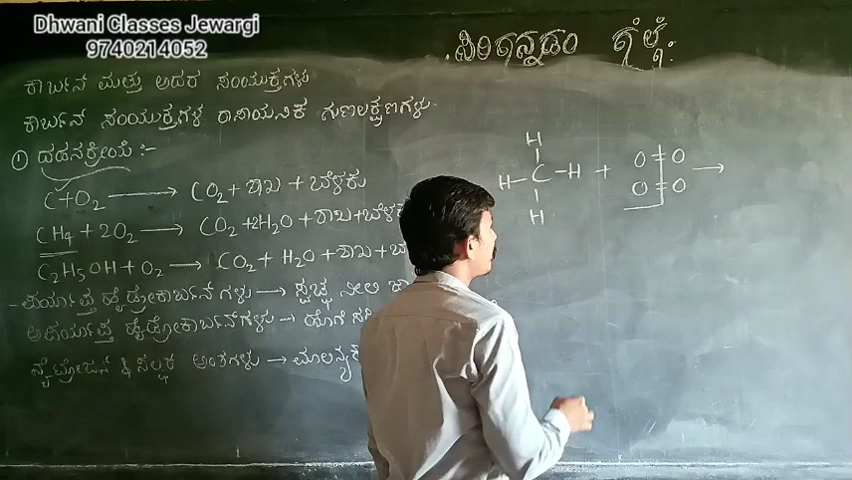 Dhwani Classes Jewargi
9740214052
ಸಿರಿಗನ್ನಡಂ ಗೆಲ್ಗೆ.
ಕಾರ್ಬನ್ ಮತ್ತು ಅದರ ಸಂಯುಕ್ತಗಳು
ಕಾರ್ಬನ್ ಸಂಯುಕ್ತಗಳ ರಾಸಾಯನಿಕ ಗುಣಲಕ್ಷಣಗಳು
① ದಹನಕ್ರಿಯೆ :-
C+O₂ → CO₂ + ಶಾಖ + ಬೆಳಕು
CH₄ + 2O₂ → CO₂ + 2H₂O + ಶಾಖ + ಬೆಳಕ
C₂H₅OH + O₂ → CO₂ + H₂O + ಶಾಖ + ಬ
- ಪರ್ಯಾಪ್ತ ಹೈಡ್ರೋಕಾರ್ಬನ್ ಗಳು → ಸ್ವಚ್ಛ ನೀಲಿ
ಅಪರ್ಯಾಪ್ತ ಹೈಡ್ರೋಕಾರ್ಬನ್‌ಗಳು → ಹೊಗೆ
ನೈಟ್ರೋಜನ್ & ಸಲ್ಫರ್ ಅಂಶಗಳು →
H
H – C – H + O = O →
O = O
H